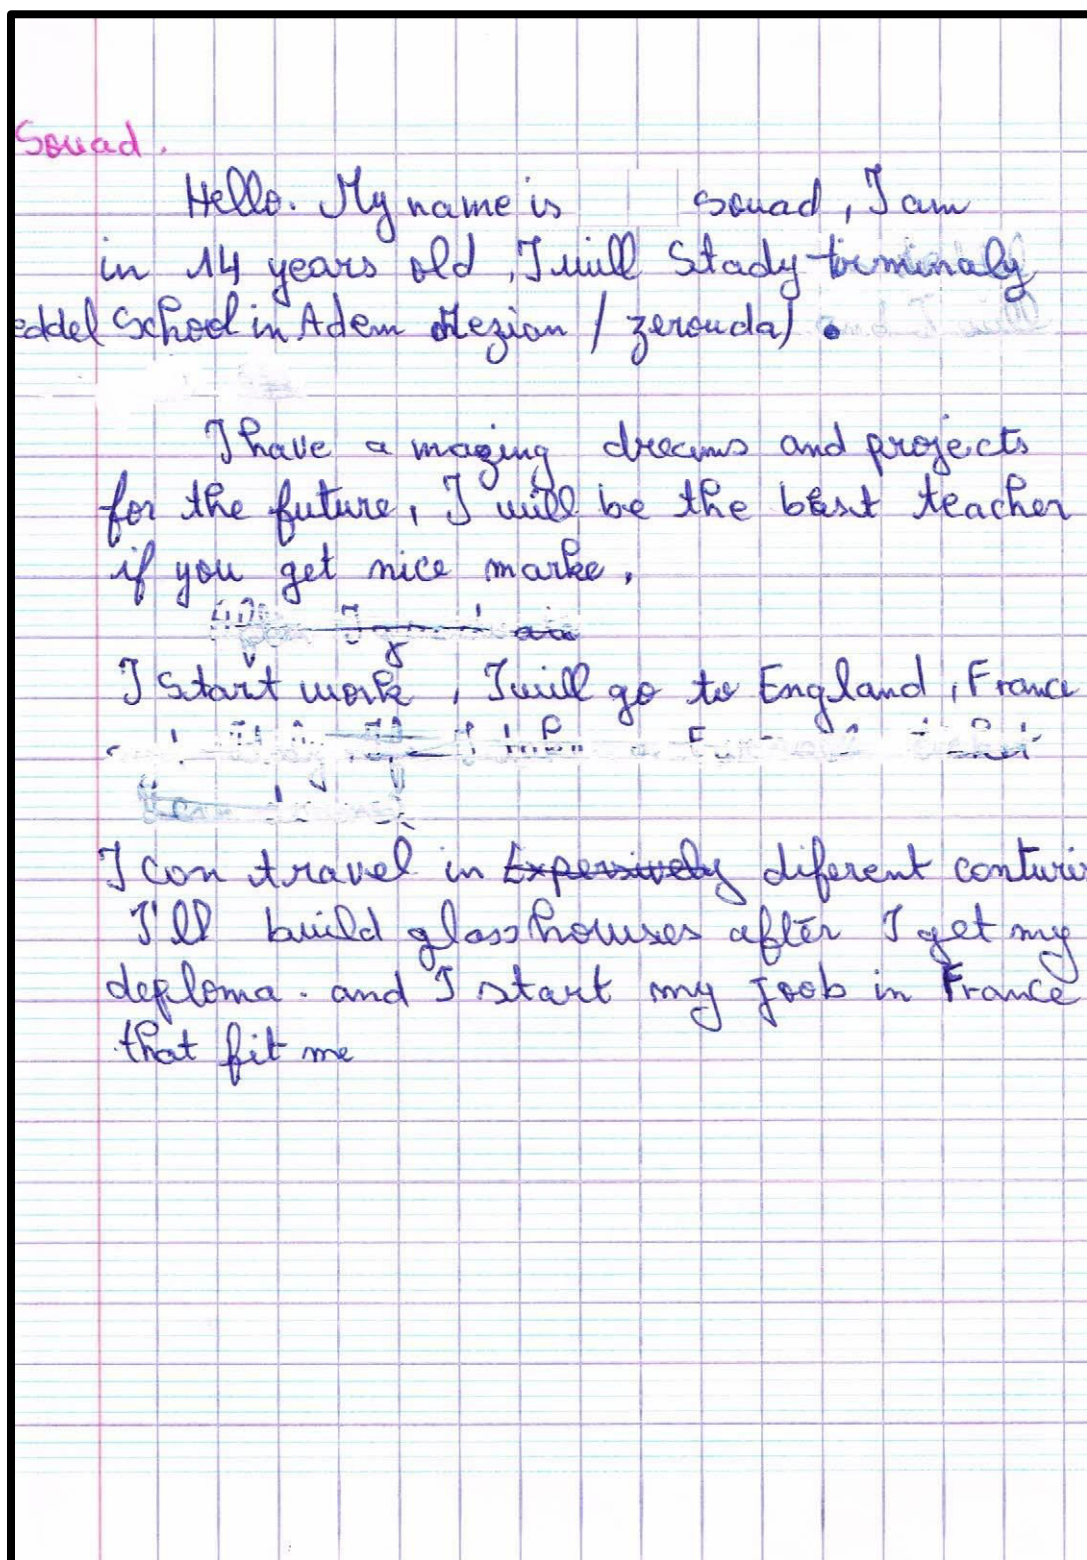 Souad.
Hello. My name is souad, I am
in 14 years old, I will Stady terminaly
eddel School in Adem Mezian / zerouda/.
I have a mazing dreams and projects
for the future, I will be the best teacher
if you get nice marke,
I start work, I will go to England, France
I con travel in Expensively diferent conturi
I'll build glass houses after I get my
deploma. and I start my joob in France
that fit me